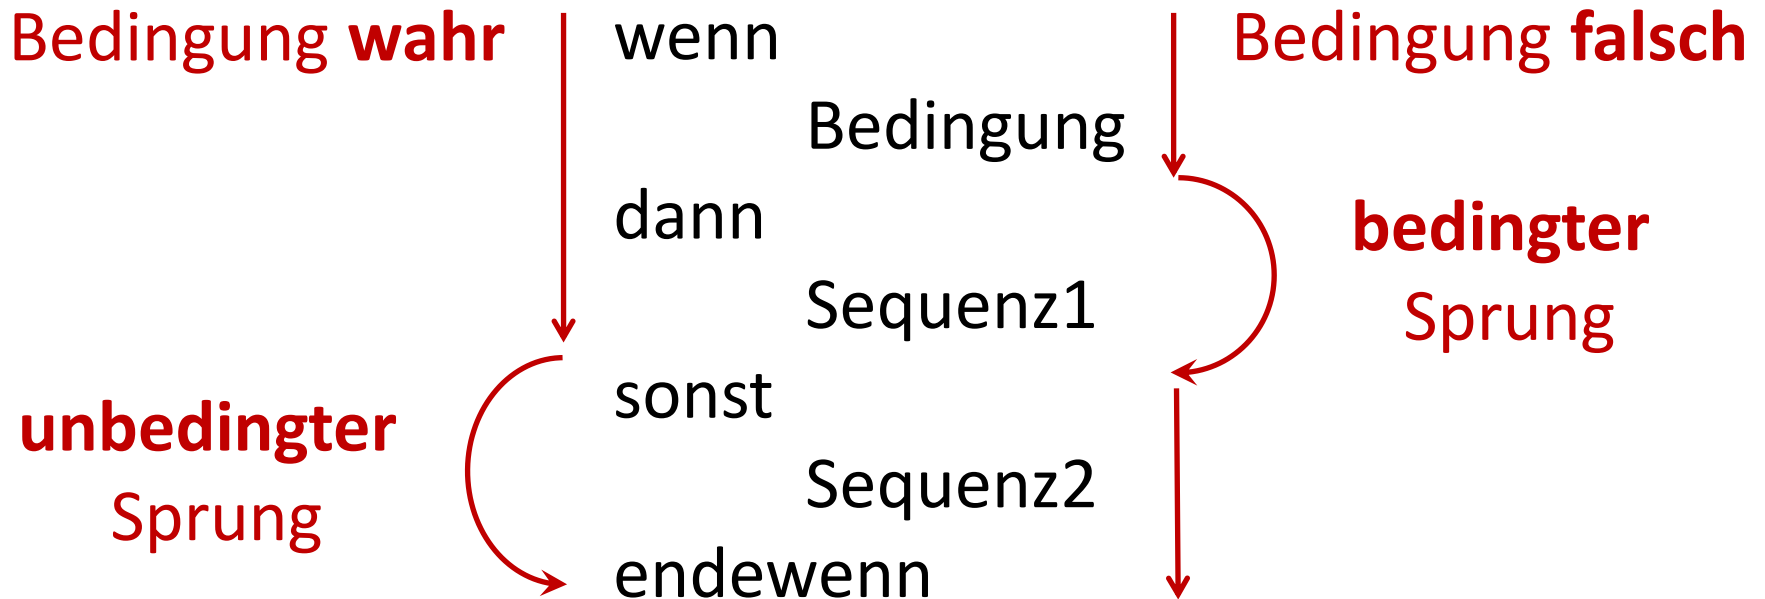 Bedingung wahr
wenn
Bedingung falsch
Bedingung
dann
bedingter
Sprung
Sequenz1
sonst
unbedingter
Sprung
Sequenz2
endewenn